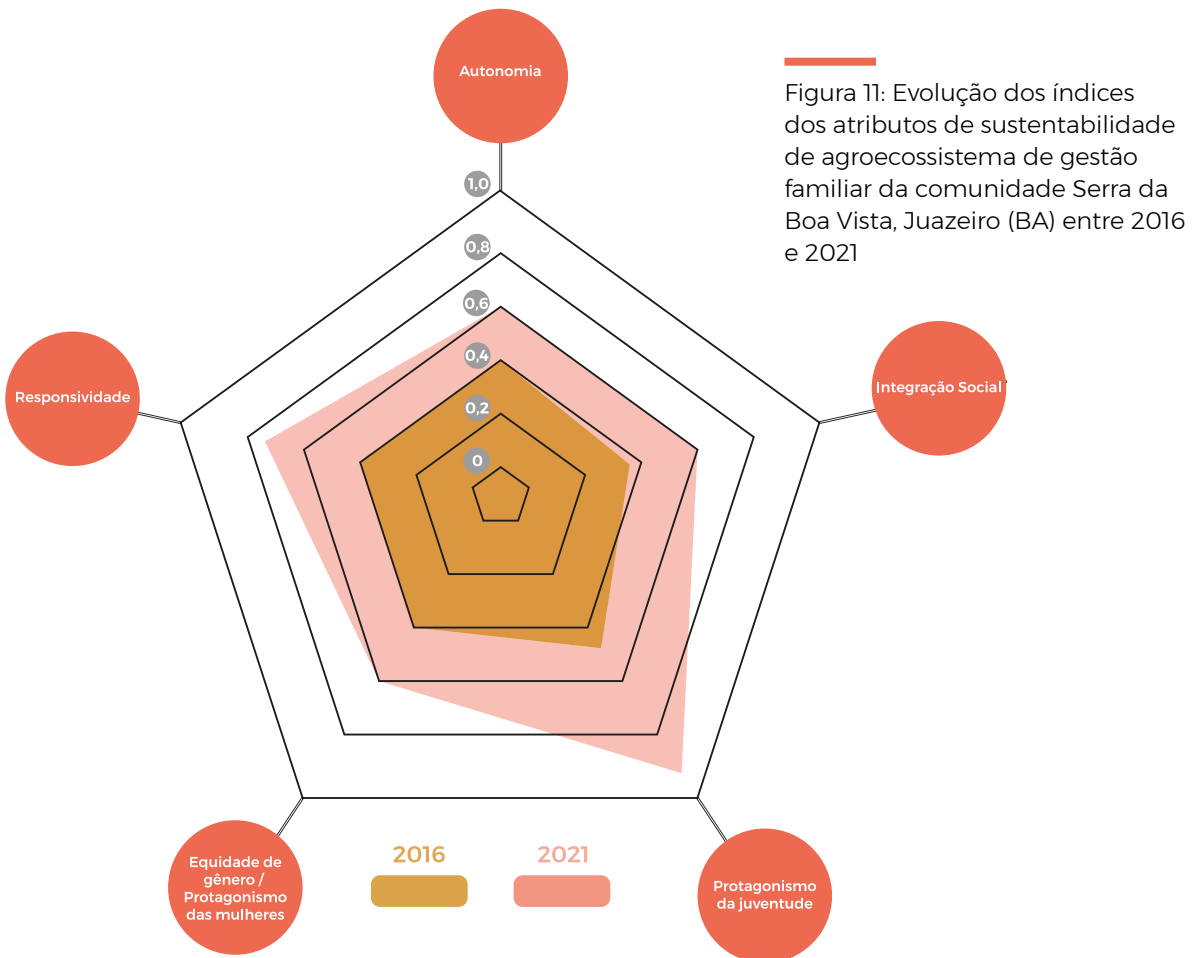 Autonomia
Figura 11: Evolução dos índices
dos atributos de sustentabilidade
de agroecossistema de gestão
familiar da comunidade Serra da
Boa Vista, Juazeiro (BA) entre 2016
e 2021
1,0
0,8
0,6
0,4
0,2
0
Responsividade
Integração Social
Equidade de
gênero /
Protagonismo
das mulheres
2016
2021
Protagonismo
da juventude